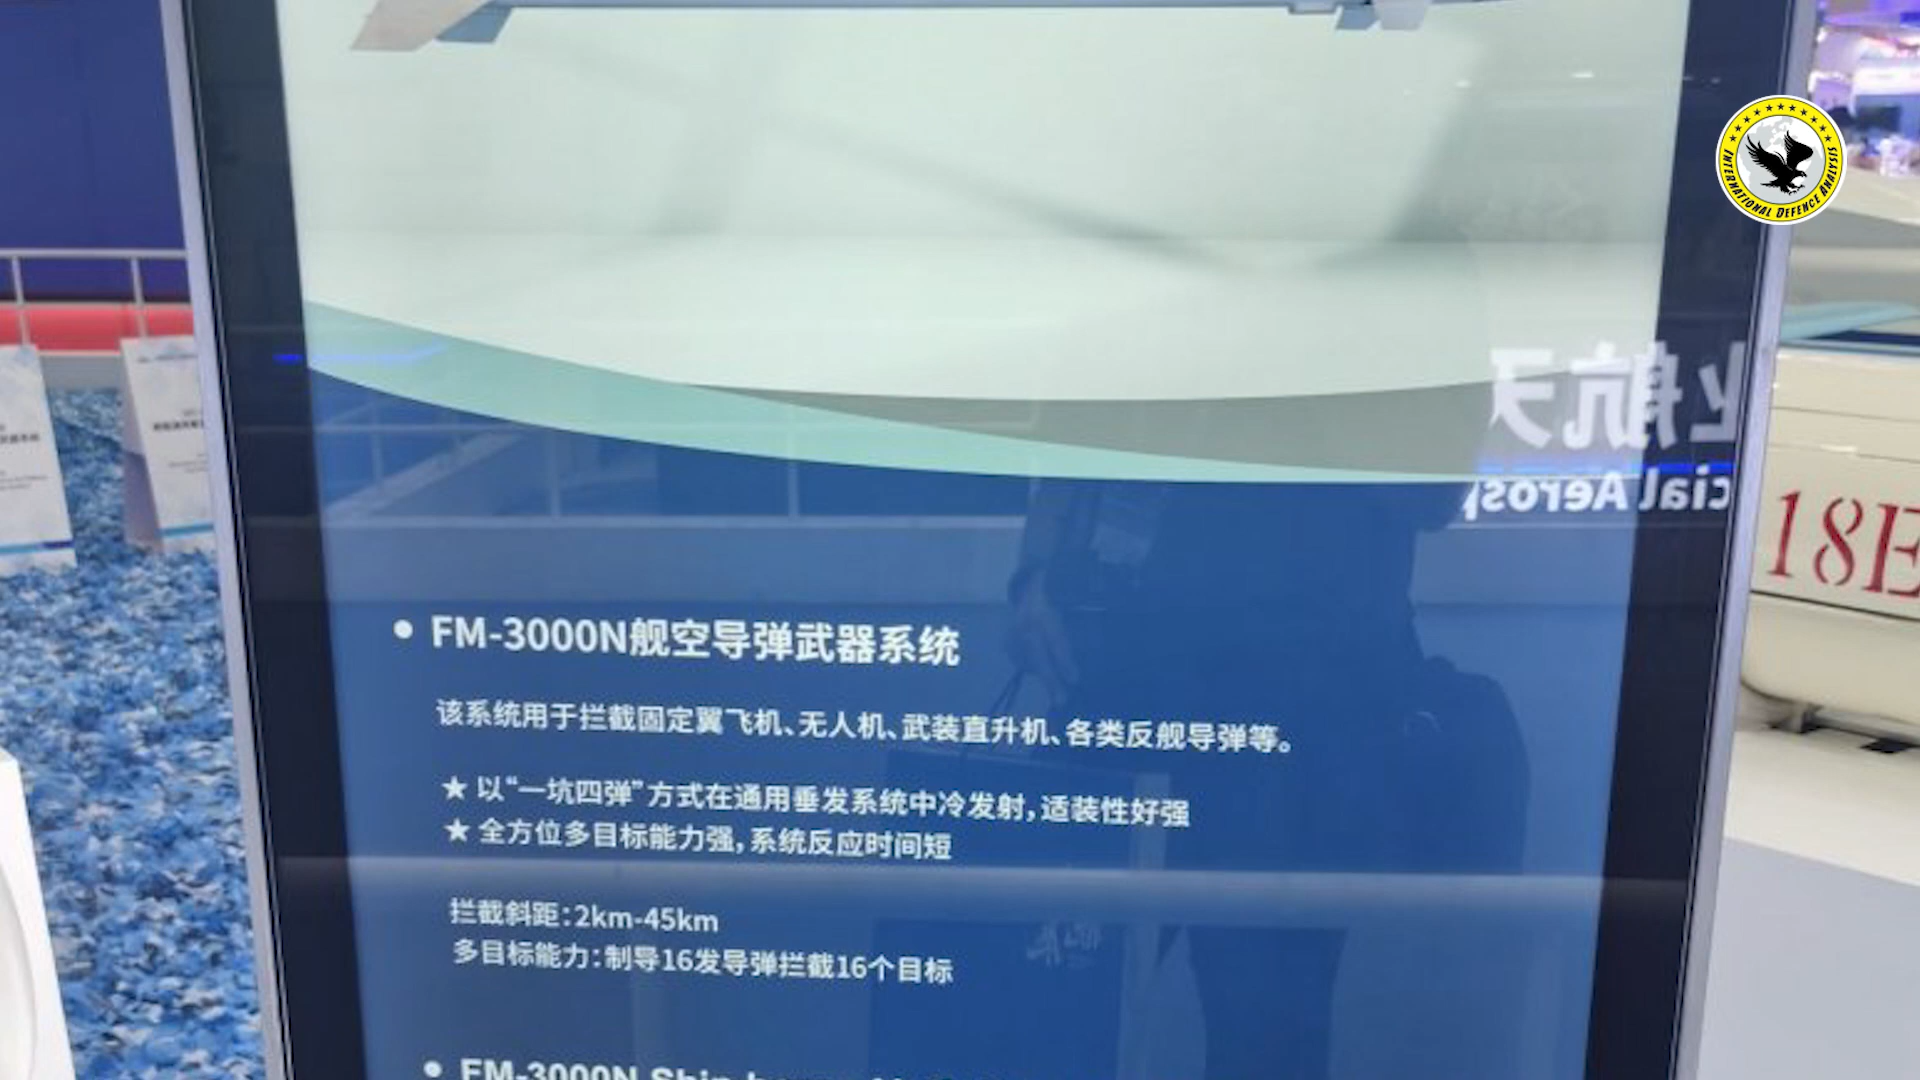 INTERNATIONAL DEFENCE ANALYSIS
航天
cial Aerosp
18E
FM-3000N舰空导弹武器系统
该系统用于拦截固定翼飞机、无人机、武装直升机、各类反舰导弹等。
★ 以“一坑四弹”方式在通用垂发系统中冷发射，适装性好强
★ 全方位多目标能力强，系统反应时间短
拦截斜距：2km-45km
多目标能力：制导16发导弹拦截16个目标
FM-3000N